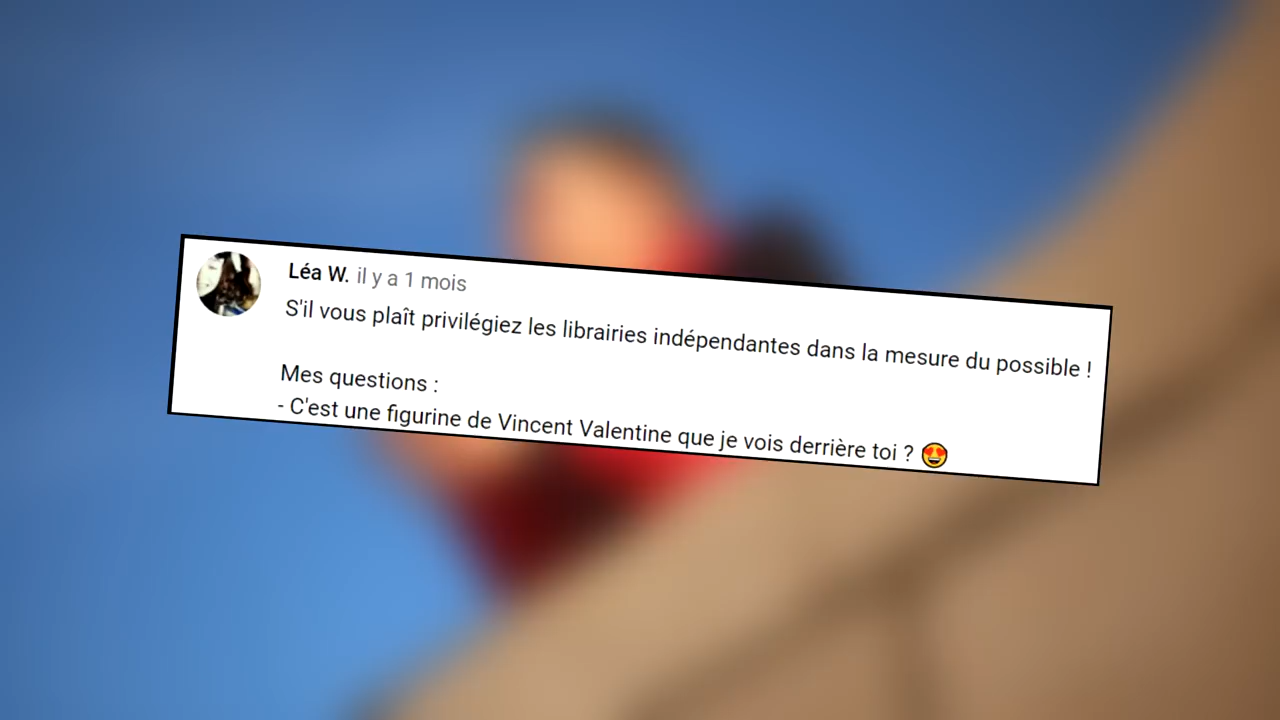 Léa W. il y a 1 mois
S'il vous plaît privilégiez les librairies indépendantes dans la mesure du possible !
Mes questions :
- C'est une figurine de Vincent Valentine que je vois derrière toi ? 😍